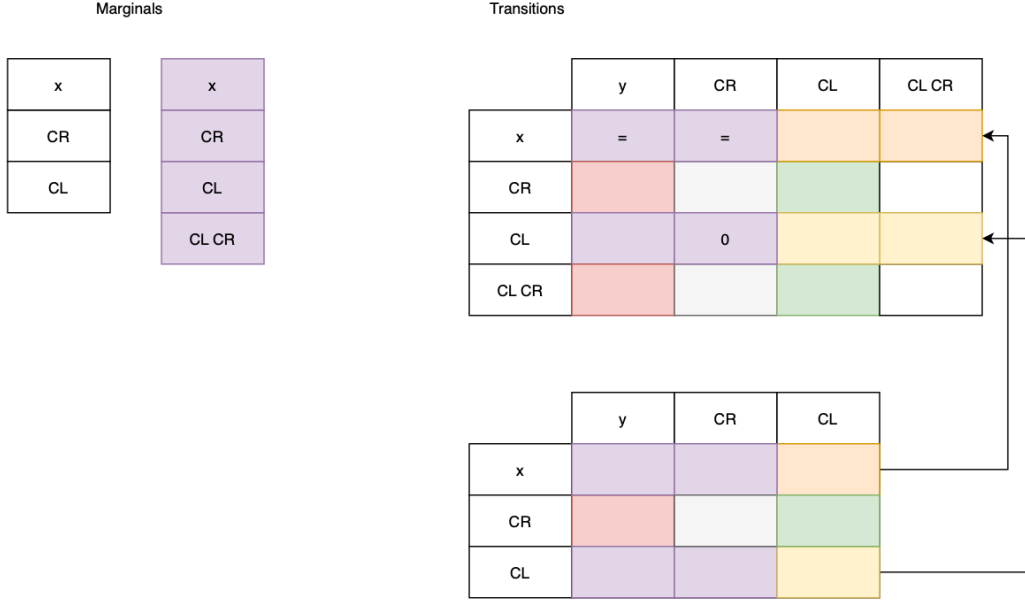 Marginals
Transitions
x
CR
CL
x
CR
CL
CL CR
y CR CL CL CR
x = =
CR
CL 0
CL CR
y CR CL
x
CR
CL